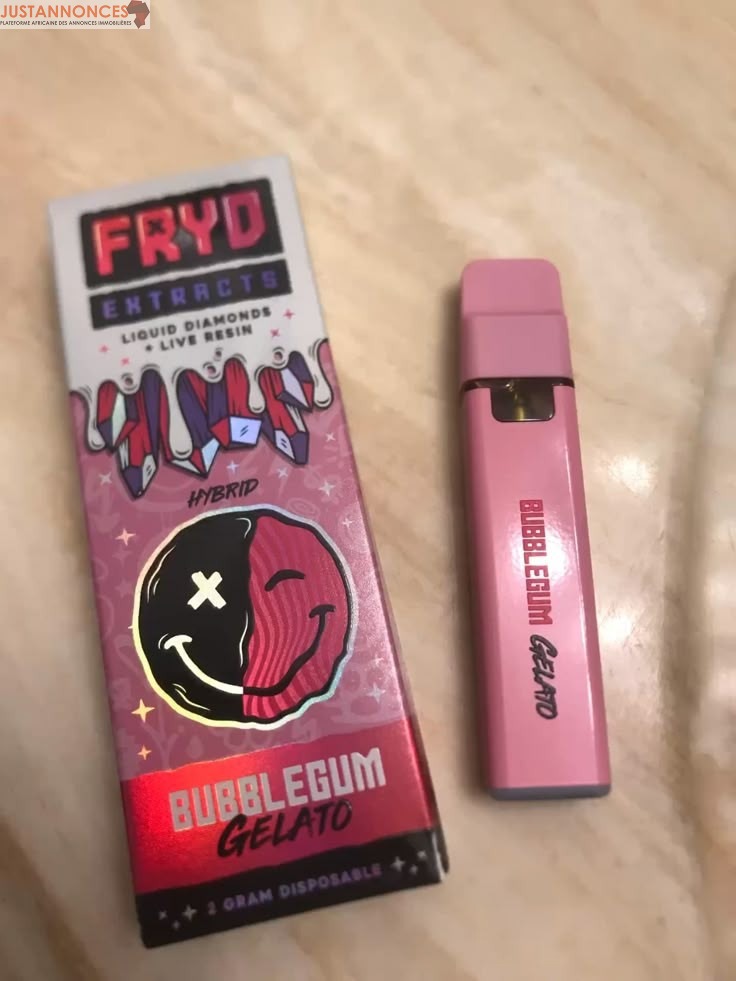 JUSTANNONCES
PLATEFORME AFRICAINE DES ANNONCES IMMOBILIÈRES
FRYD
EXTRACTS
LIQUID DIAMONDS
+ LIVE RESIN
HYBRID
BUBBLEGUM
GELATO
2 GRAM DISPOSABLE
BUBBLEGUM GELATO